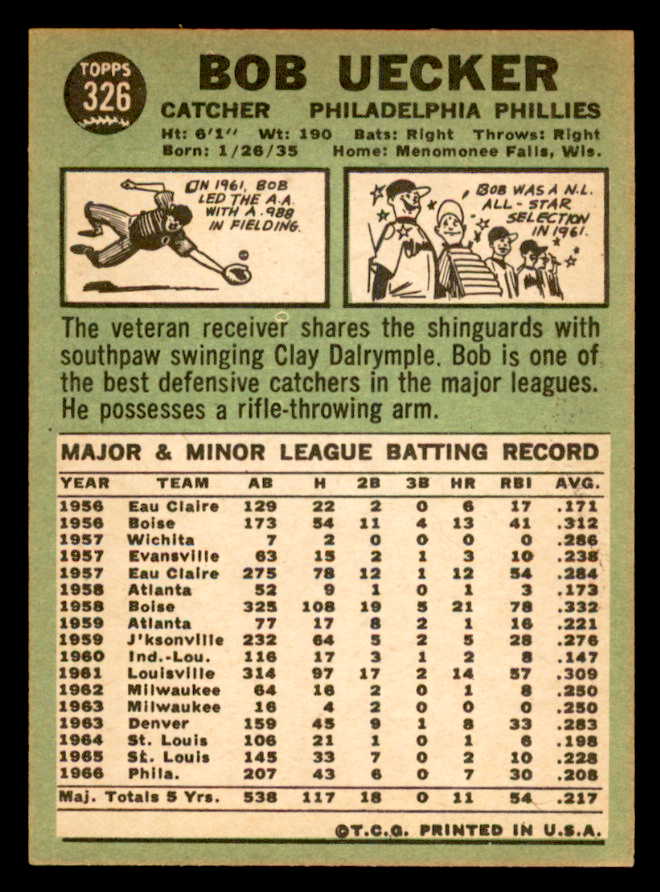 TOPPS
326
BOB UECKER
CATCHER PHILADELPHIA PHILLIES
Ht: 6'1" Wt: 190 Bats: Right Throws: Right
Born: 1/26/35 Home: Menomonee Falls, Wis.
IN 1961, BOB
LED THE A.A.
WITH A .988
IN FIELDING.
BOB WAS A N.L.
ALL-STAR
SELECTION
IN 1961.
The veteran receiver shares the shinguards with
southpaw swinging Clay Dalrymple. Bob is one of
the best defensive catchers in the major leagues.
He possesses a rifle-throwing arm.
MAJOR & MINOR LEAGUE BATTING RECORD
YEAR TEAM AB H 2B 3B HR RBI AVG.
1956 Eau Claire 129 22 2 0 6 17 .171
1956 Boise 173 54 11 4 13 41 .312
1957 Wichita 7 2 0 0 0 0 .286
1957 Evansville 63 15 2 1 3 10 .238
1957 Eau Claire 275 78 12 1 12 54 .284
1958 Atlanta 52 9 1 0 1 3 .173
1958 Boise 325 108 19 5 21 78 .332
1959 Atlanta 77 17 8 2 1 16 .221
1959 J'ksonville 232 64 5 2 5 28 .276
1960 Ind.-Lou. 116 17 3 1 2 8 .147
1961 Louisville 314 97 17 2 14 57 .309
1962 Milwaukee 64 16 2 0 1 8 .250
1963 Milwaukee 16 4 2 0 0 0 .250
1963 Denver 159 45 9 1 8 33 .283
1964 St. Louis 106 21 1 0 1 6 .198
1965 St. Louis 145 33 7 0 2 10 .228
1966 Phila. 207 43 6 0 7 30 .208
Maj. Totals 5 Yrs. 538 117 18 0 11 54 .217
©T.C.G. PRINTED IN U.S.A.